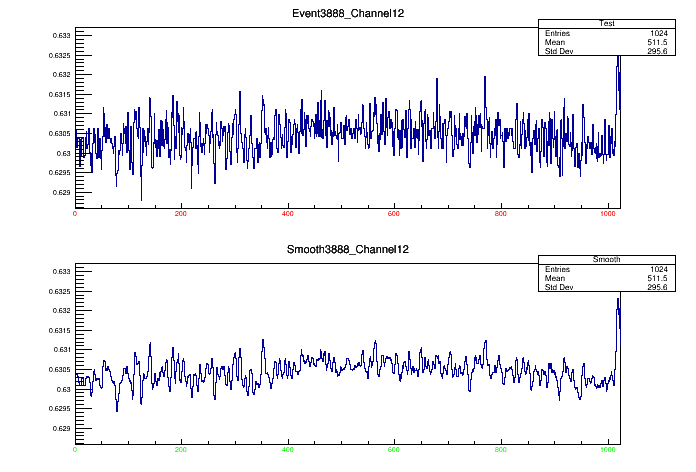 Event3888_Channel12
Test
Entries 1024
Mean 511.5
Std Dev 295.6
0.633
0.6325
0.632
0.6315
0.631
0.6305
0.63
0.6295
0.629
0 200 400 600 800 1000
Smooth3888_Channel12
Smooth
Entries 1024
Mean 511.5
Std Dev 295.6
0.633
0.6325
0.632
0.6315
0.631
0.6305
0.63
0.6295
0.629
0 200 400 600 800 1000